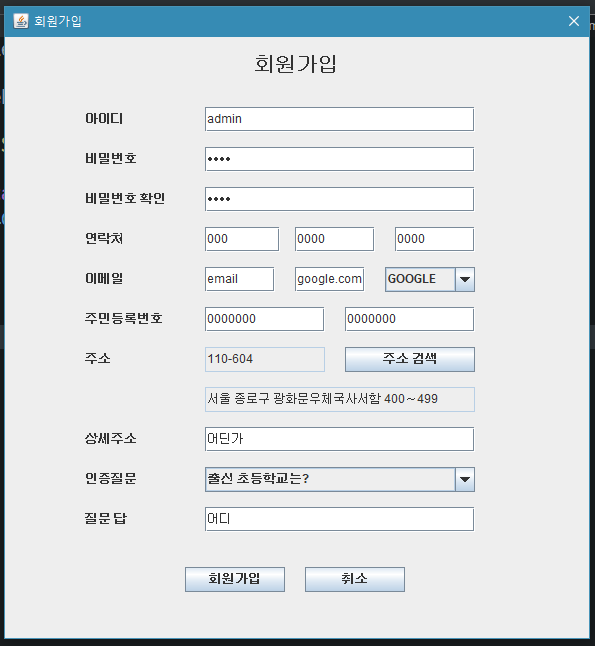 회원가입
회원가입
아이디 admin
비밀번호 ••••
비밀번호 확인 ••••
연락처 000 0000 0000
이메일 email google.com GOOGLE
주민등록번호 0000000 0000000
주소 110-604 주소 검색
서울 종로구 광화문우체국사서함 400～499
상세주소 어딘가
인증질문 출신 초등학교는?
질문 답 어디
회원가입 취소